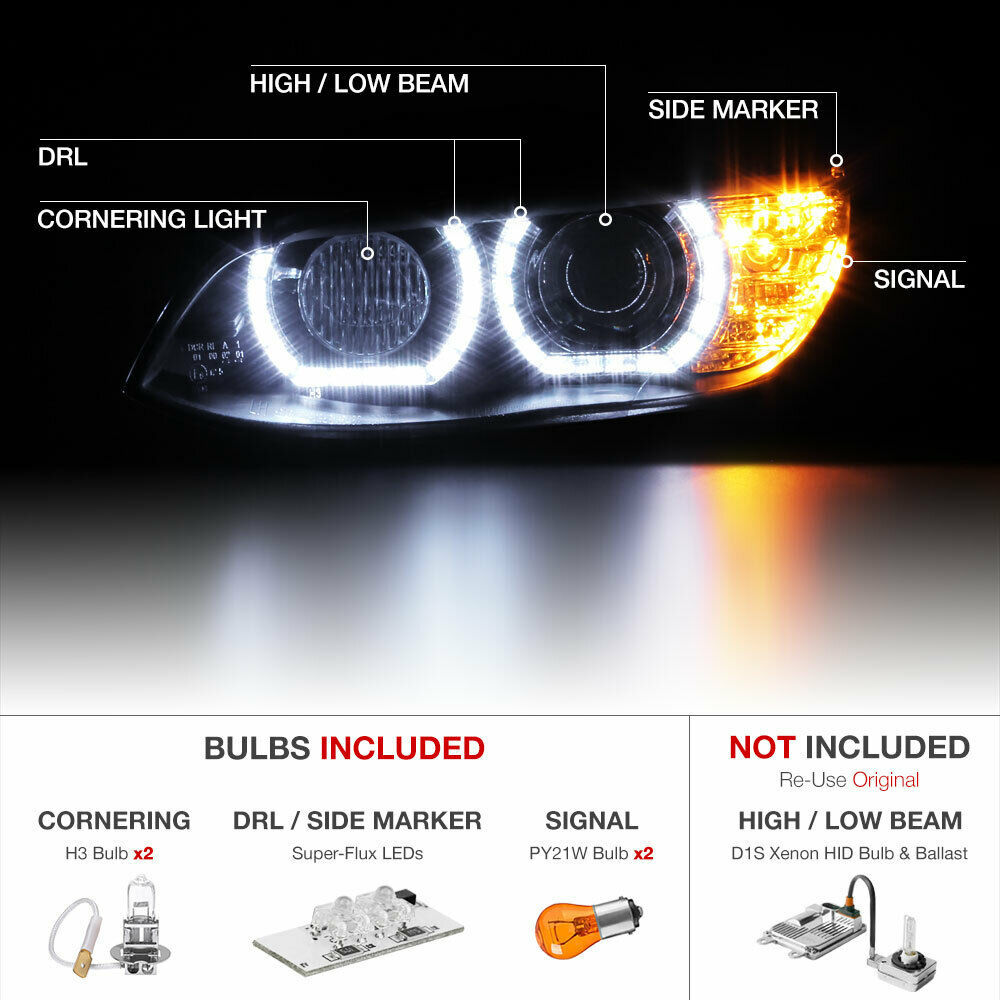 HIGH / LOW BEAM
SIDE MARKER
DRL
CORNERING LIGHT
SIGNAL
BULBS INCLUDED
NOT INCLUDED
Re-Use Original
CORNERING
H3 Bulb x2
DRL / SIDE MARKER
Super-Flux LEDs
SIGNAL
PY21W Bulb x2
HIGH / LOW BEAM
D1S Xenon HID Bulb & Ballast